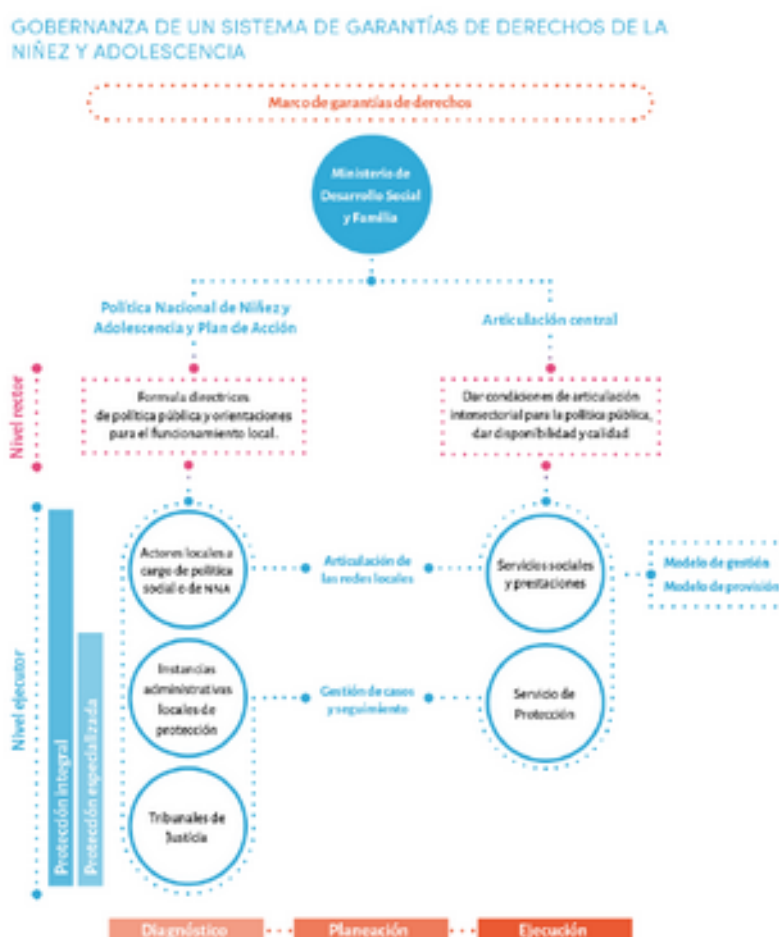 GOBERNANZA DE UN SISTEMA DE GARANTÍAS DE DERECHOS DE LA
NIÑEZ Y ADOLESCENCIA
Marco de garantías de derechos
Ministerio de
Desarrollo Social
y Familia
Política Nacional de Niñez y
Adolescencia y Plan de Acción
Articulación central
Nivel rector
Formula directrices
de política pública y orientaciones
para el funcionamiento local.
Dar condiciones de articulación
intersectorial para la política pública,
dar disponibilidad y calidad
Nivel ejecutor
Protección integral
Protección especializada
Actores locales a
cargo de política
social o de NNA
Articulación de
las redes locales
Servicios sociales
y prestaciones
Modelo de gestión
Modelo de provisión
Instancias
administrativas
locales de
protección
Gestión de casos
y seguimiento
Servicio de
Protección
Tribunales de
Justicia
Diagnóstico
Planeación
Ejecución